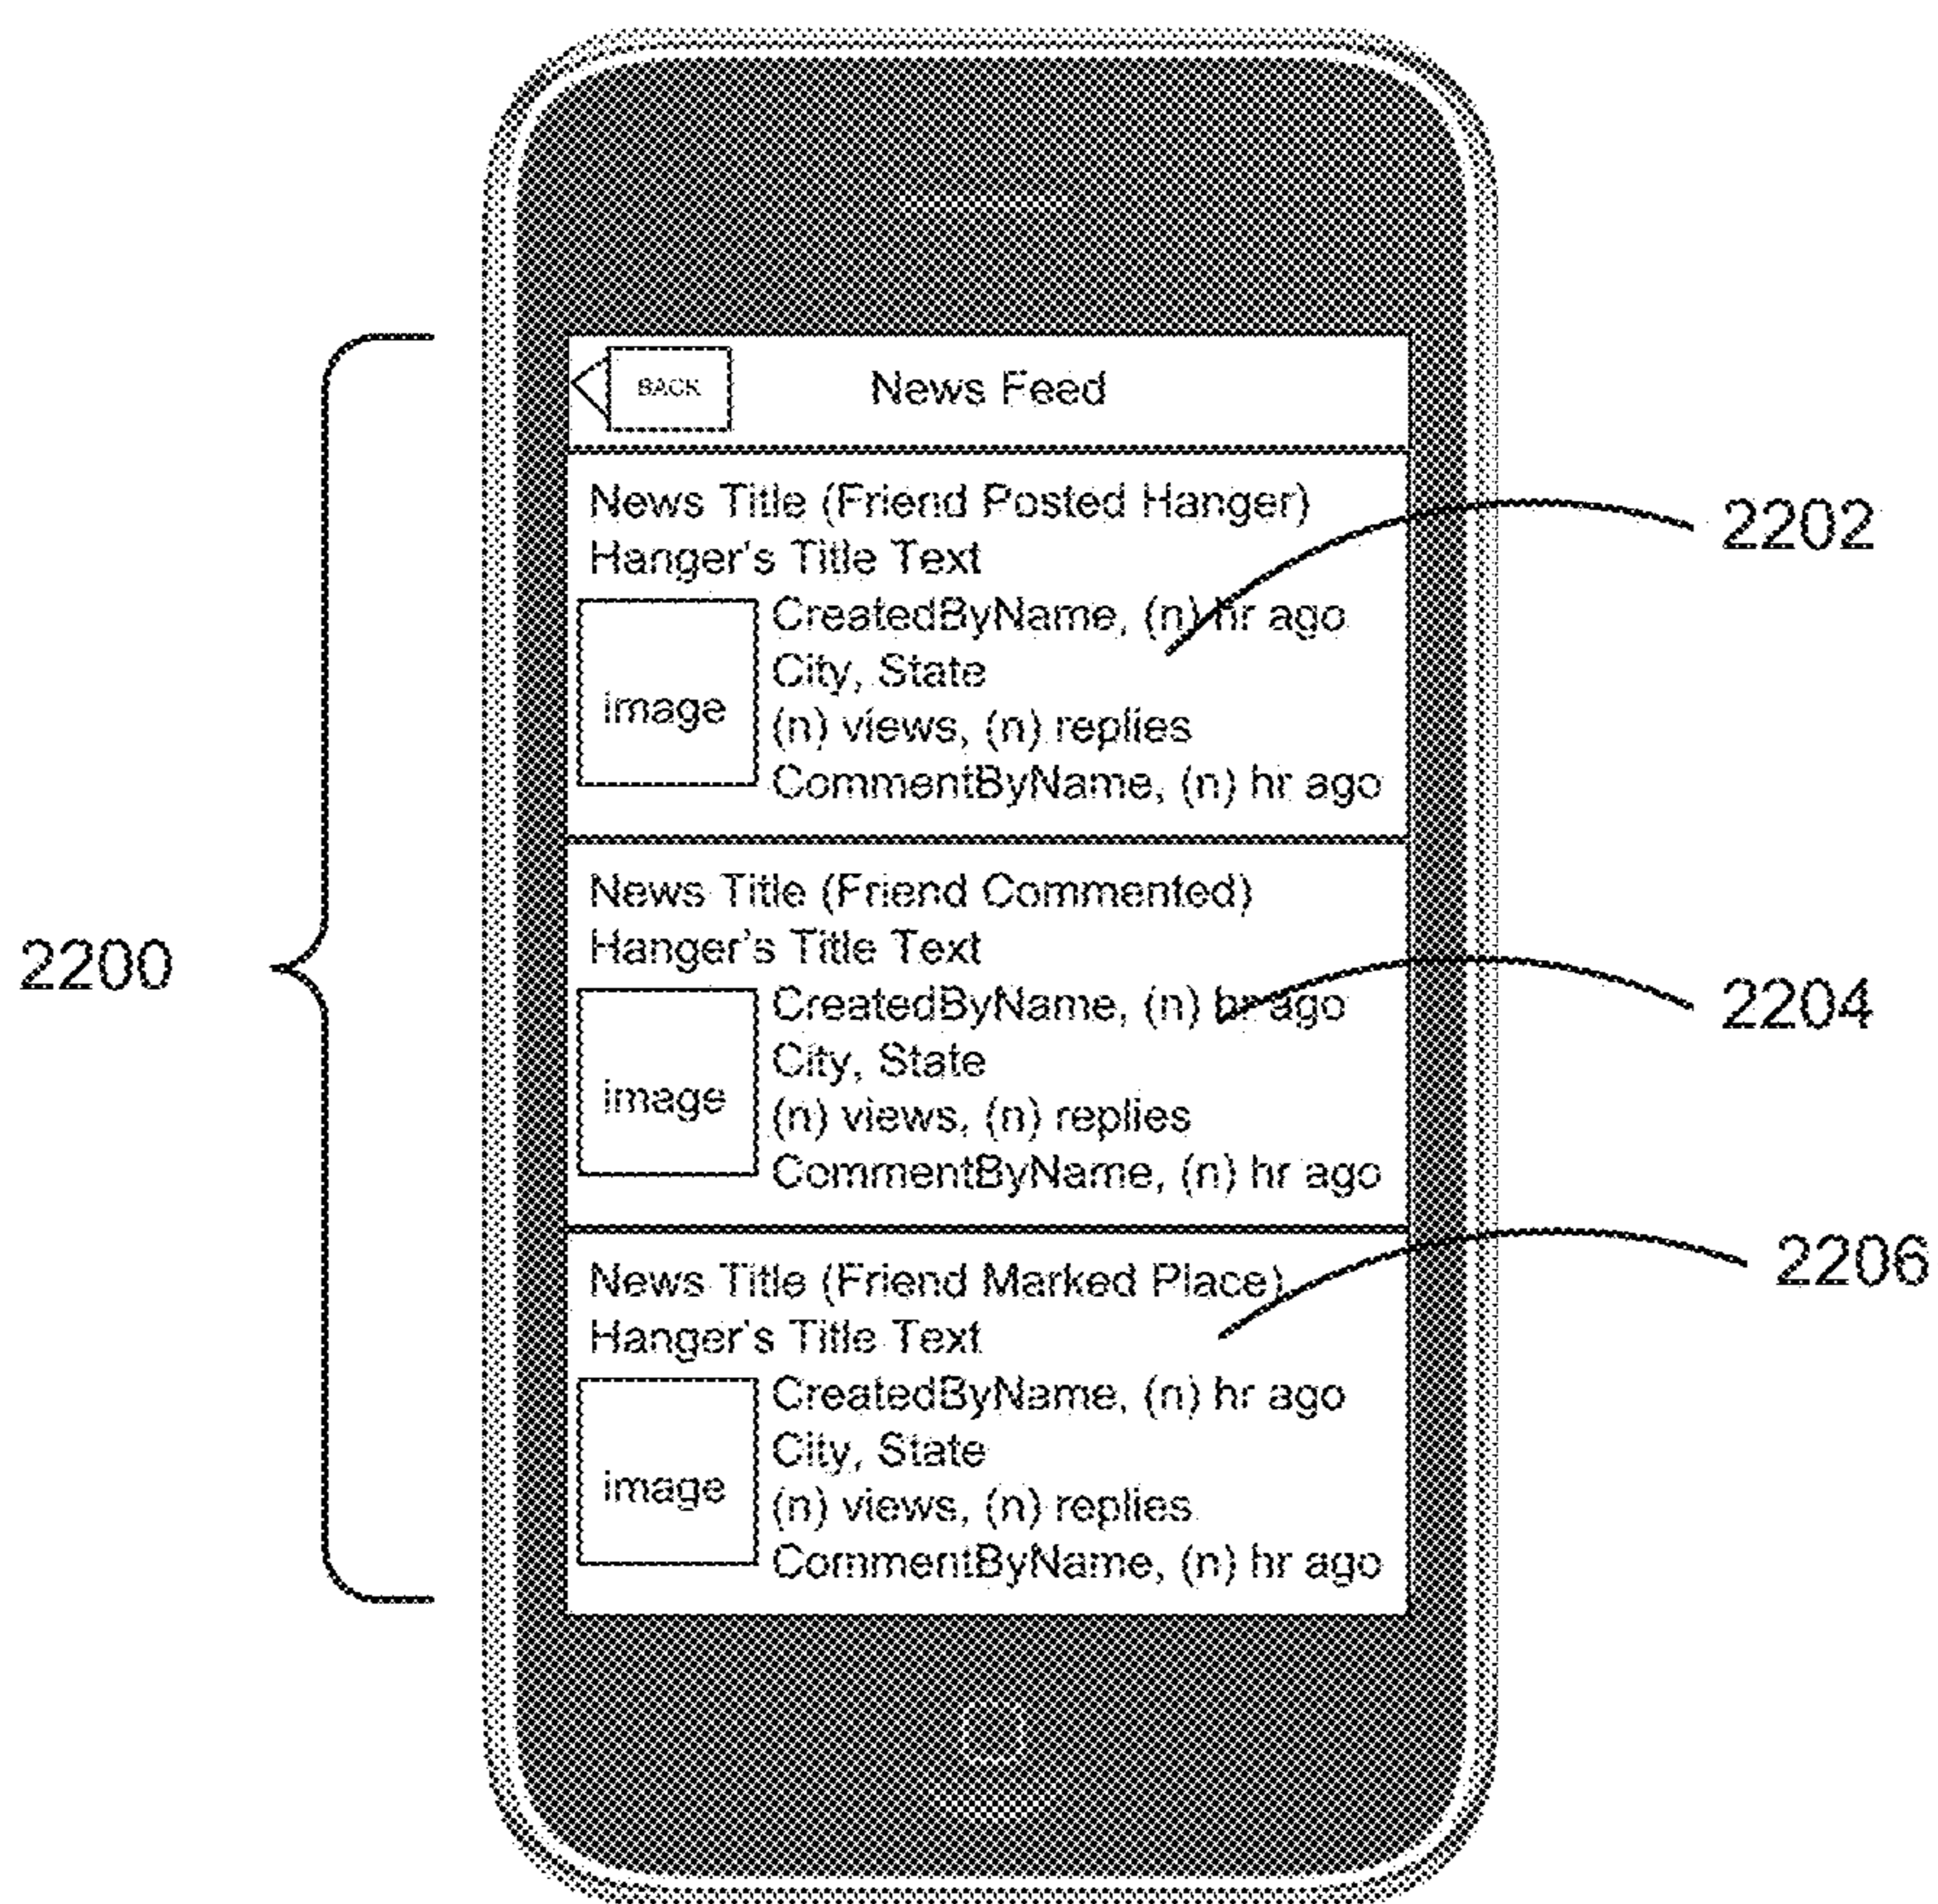 BACK
News Feed
News Title (Friend Posted Hanger)
Hanger's Title Text
image
CreatedByName, (n) hr ago
City, State
(n) views, (n) replies
CommentByName, (n) hr ago
2202
News Title (Friend Commented)
Hanger's Title Text
image
CreatedByName, (n) hr ago
City, State
(n) views, (n) replies
CommentByName, (n) hr ago
2200
2204
News Title (Friend Marked Place)
Hanger's Title Text
image
CreatedByName, (n) hr ago
City, State
(n) views, (n) replies
CommentByName, (n) hr ago
2206